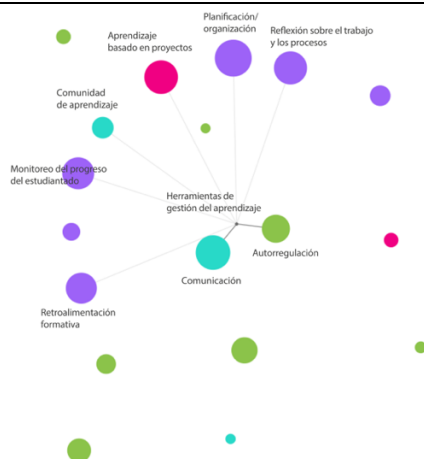 Planificación/
organización
Reflexión sobre el trabajo
y los procesos
Aprendizaje
basado en proyectos
Comunidad
de aprendizaje
Monitoreo del progreso
del estudiantado
Herramientas de
gestión del aprendizaje
Autorregulación
Comunicación
Retroalimentación
formativa